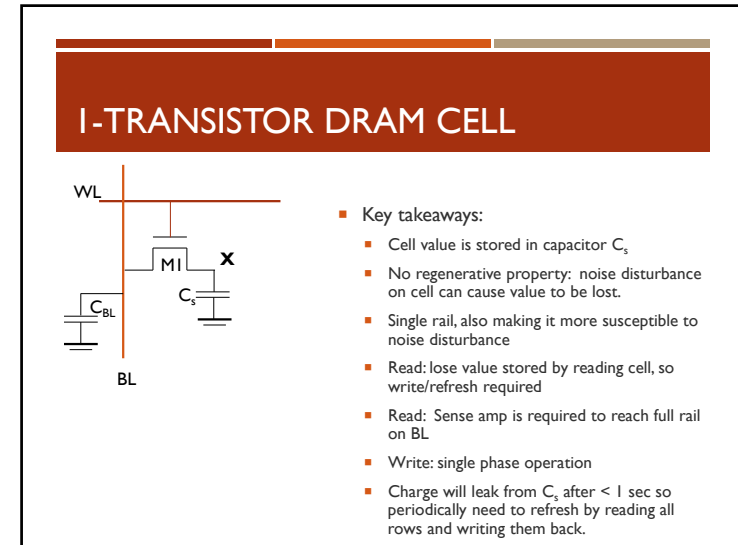 1-TRANSISTOR DRAM CELL
WL
M1
X
Cₛ
C_BL
BL
▪ Key takeaways:
▪ Cell value is stored in capacitor Cₛ
▪ No regenerative property: noise disturbance
on cell can cause value to be lost.
▪ Single rail, also making it more susceptible to
noise disturbance
▪ Read: lose value stored by reading cell, so
write/refresh required
▪ Read: Sense amp is required to reach full rail
on BL
▪ Write: single phase operation
▪ Charge will leak from Cₛ after < 1 sec so
periodically need to refresh by reading all
rows and writing them back.